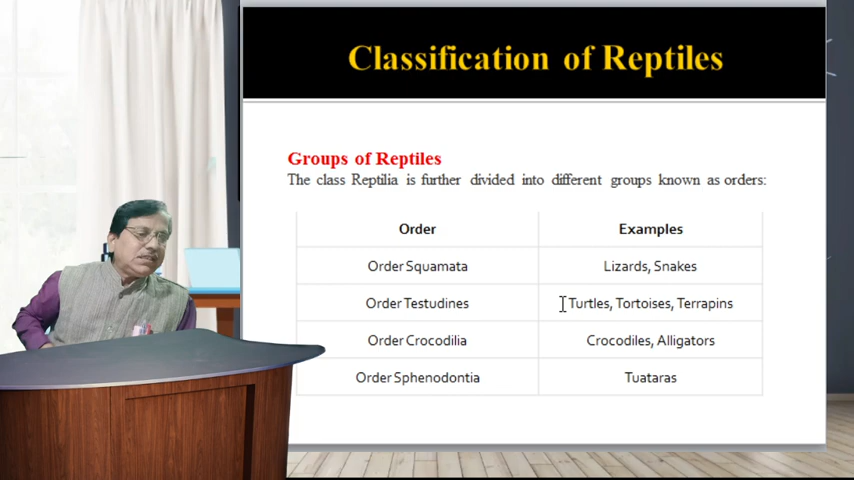 Classification of Reptiles
Groups of Reptiles
The class Reptilia is further divided into different groups known as orders:
Order Examples
Order Squamata Lizards, Snakes
Order Testudines Turtles, Tortoises, Terrapins
Order Crocodilia Crocodiles, Alligators
Order Sphenodontia Tuataras